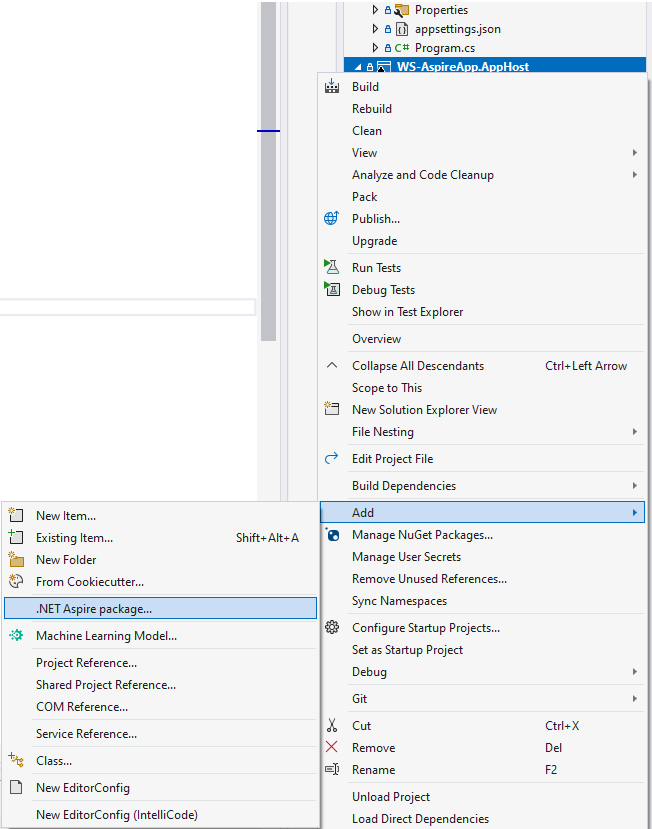 Properties
appsettings.json
C# Program.cs
WS-AspireApp.AppHost
Build
Rebuild
Clean
View
Analyze and Code Cleanup
Pack
Publish...
Upgrade
Run Tests
Debug Tests
Show in Test Explorer
Overview
Collapse All Descendants Ctrl+Left Arrow
Scope to This
New Solution Explorer View
File Nesting
Edit Project File
Build Dependencies
Add
Manage NuGet Packages...
Manage User Secrets
Remove Unused References...
Sync Namespaces
Configure Startup Projects...
Set as Startup Project
Debug
Git
Cut Ctrl+X
Remove Del
Rename F2
Unload Project
Load Direct Dependencies
New Item...
Existing Item... Shift+Alt+A
New Folder
From Cookiecutter...
.NET Aspire package...
Machine Learning Model...
Project Reference...
Shared Project Reference...
COM Reference...
Service Reference...
Class...
New EditorConfig
New EditorConfig (IntelliCode)